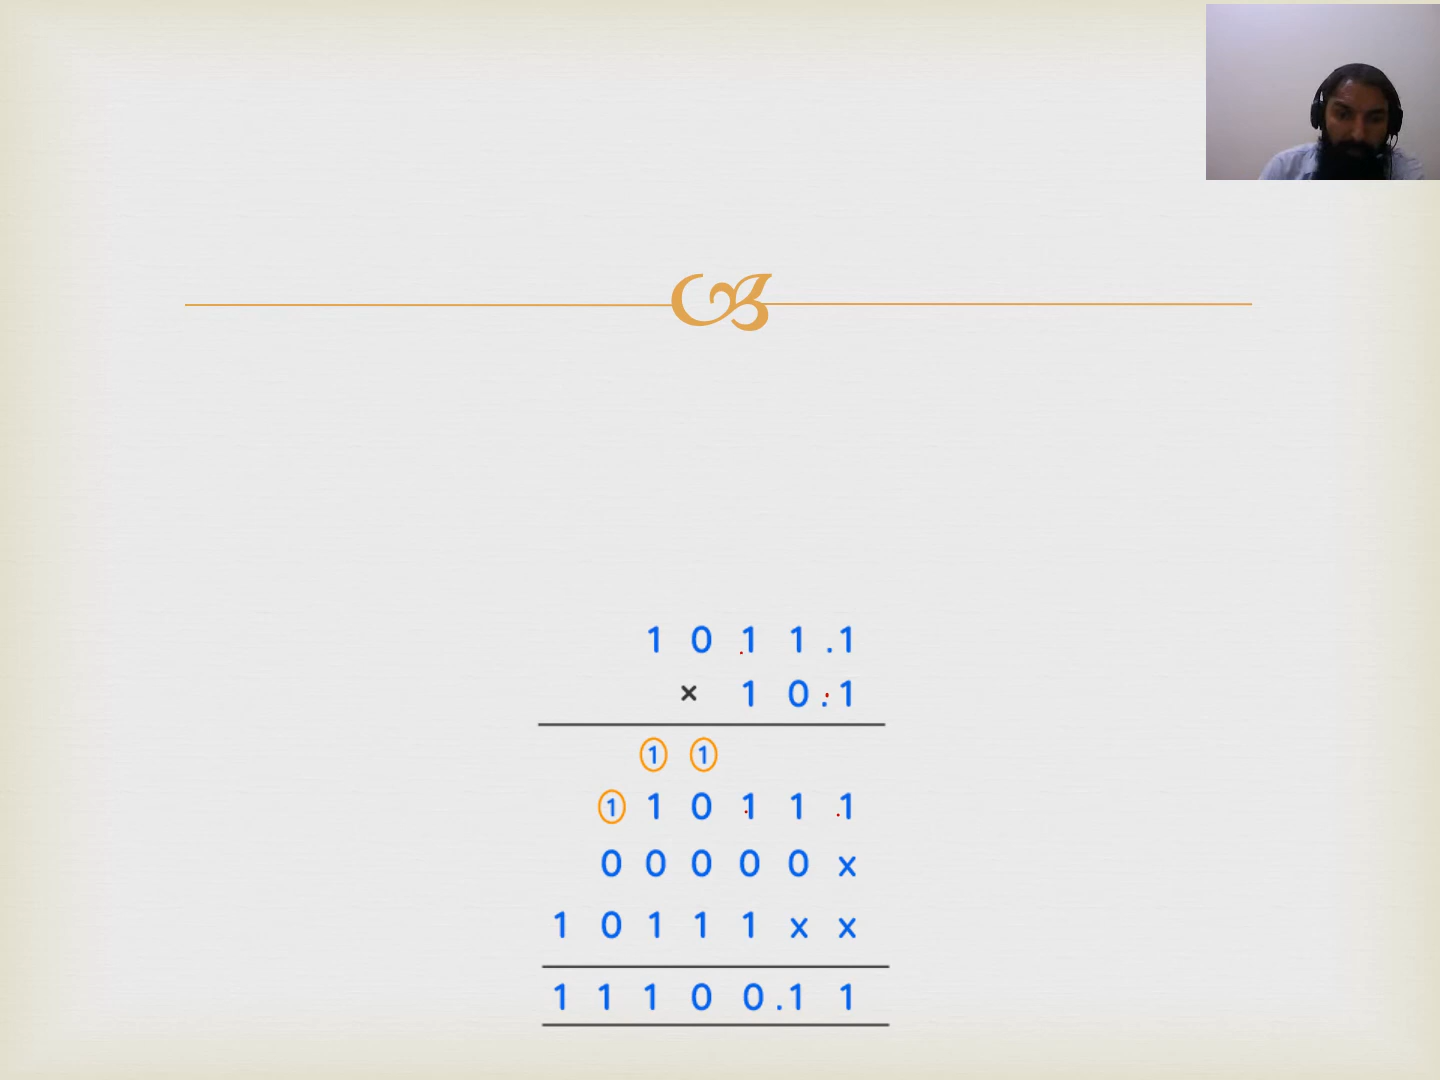 1 0 1 1 .1
× 1 0 .1
1 1
1 1 0 1 1 1
0 0 0 0 0 x
1 0 1 1 1 x x
1 1 1 0 0 .1 1